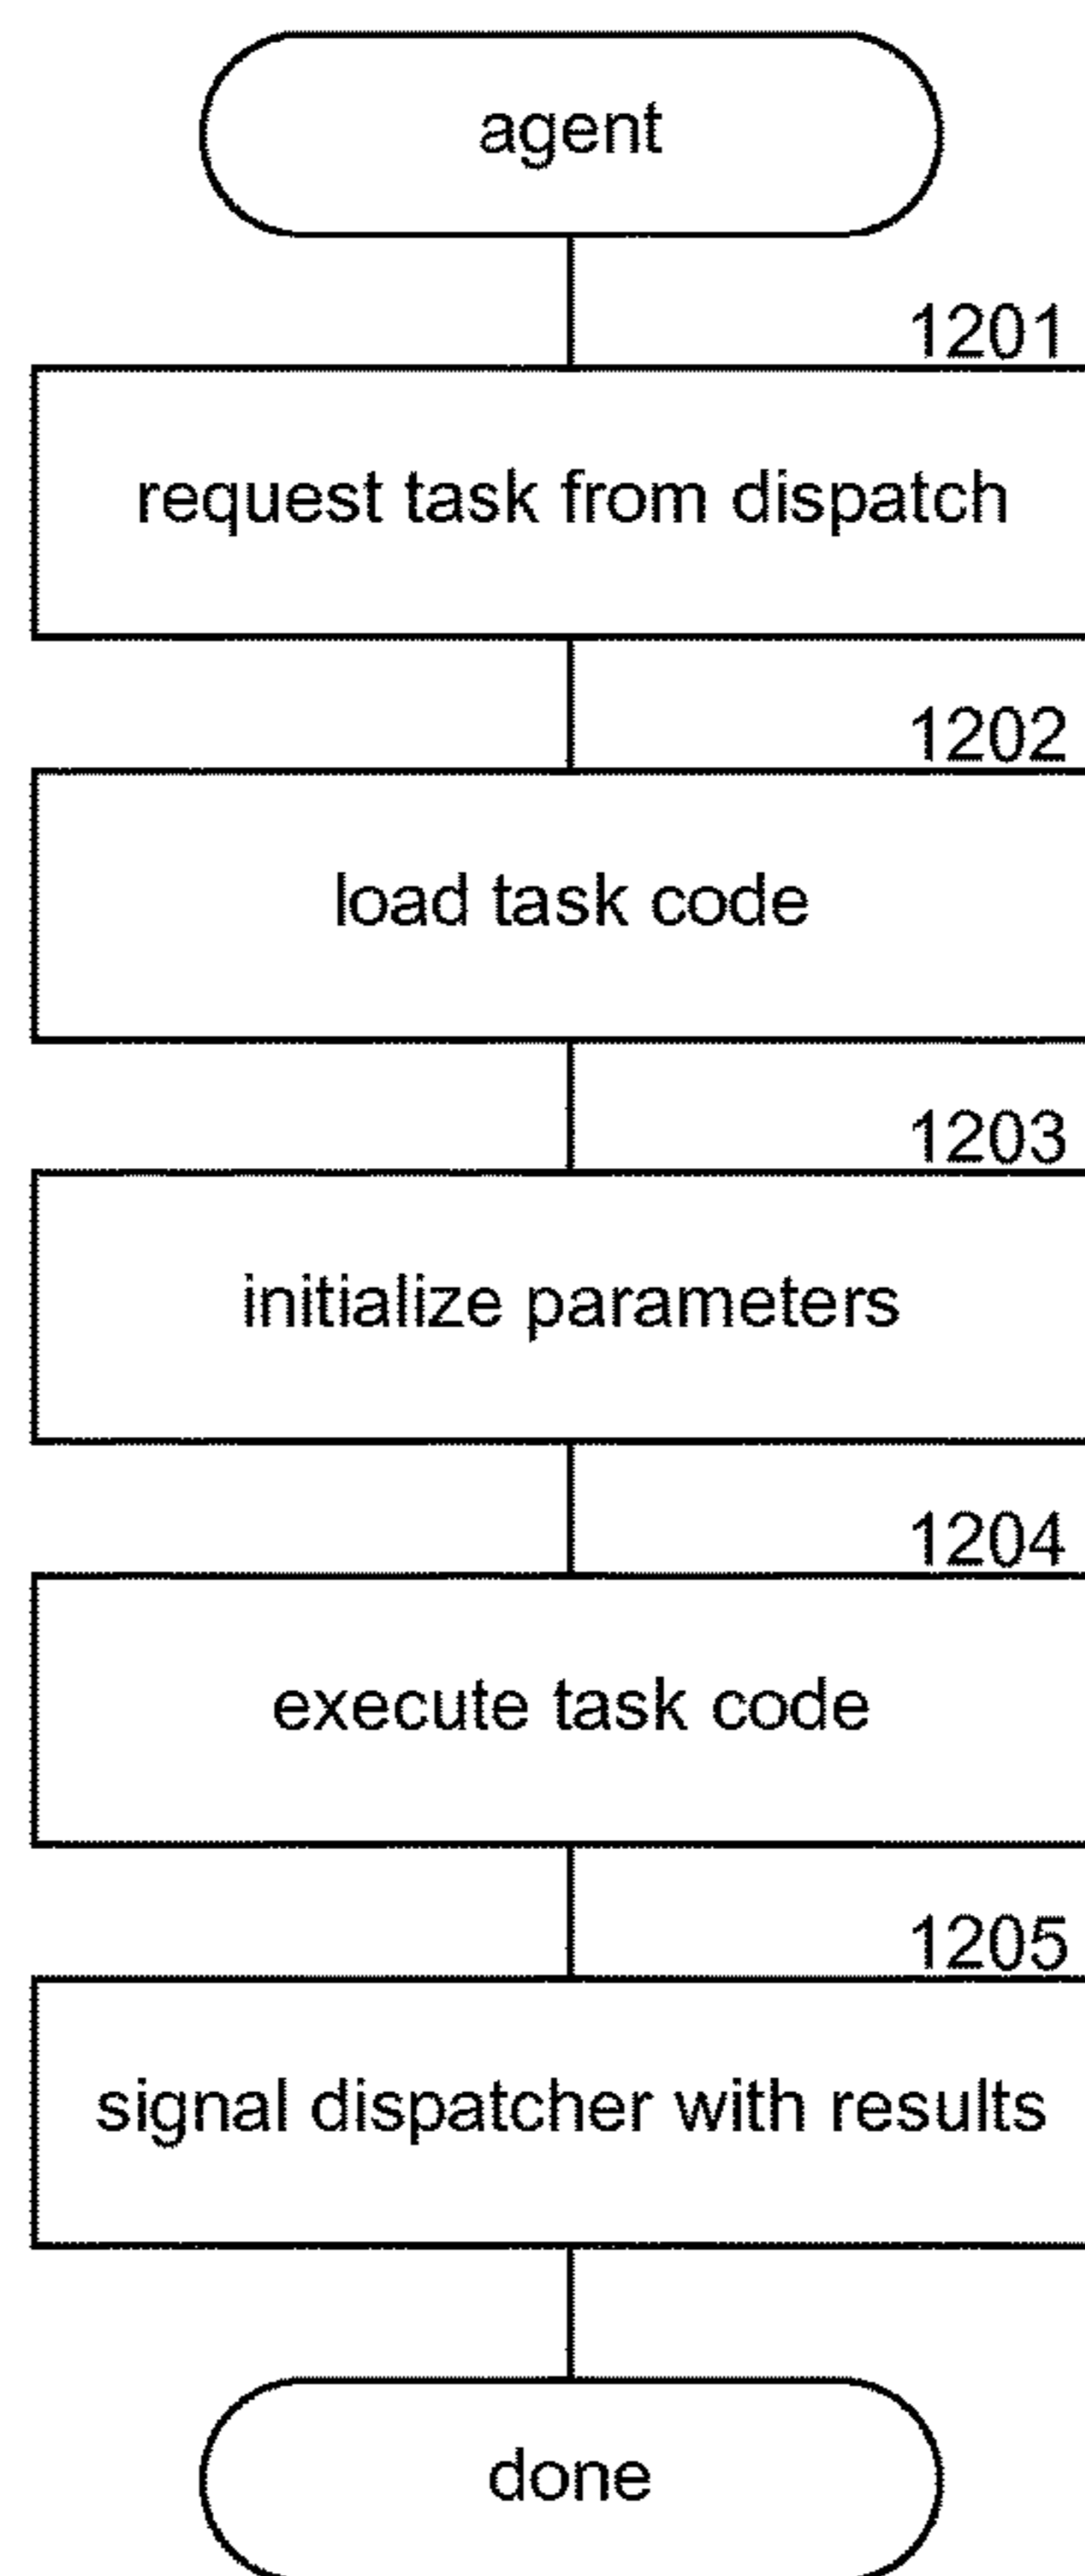 agent
1201
request task from dispatch
1202
load task code
1203
initialize parameters
1204
execute task code
1205
signal dispatcher with results
done